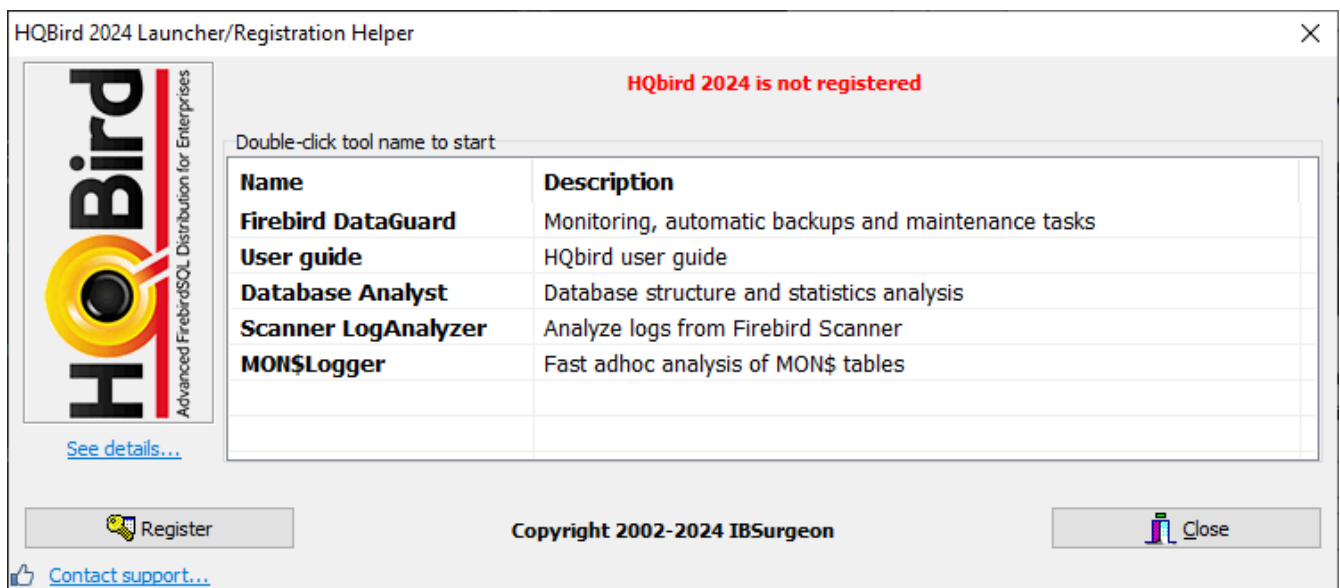 HQBird 2024 Launcher/Registration Helper
HQBird
Advanced FirebirdSQL Distribution for Enterprises
HQbird 2024 is not registered
Double-click tool name to start
Name Description
Firebird DataGuard Monitoring, automatic backups and maintenance tasks
User guide HQbird user guide
Database Analyst Database structure and statistics analysis
Scanner LogAnalyzer Analyze logs from Firebird Scanner
MON$Logger Fast adhoc analysis of MON$ tables
See details...
Register Copyright 2002-2024 IBSurgeon Close
Contact support...